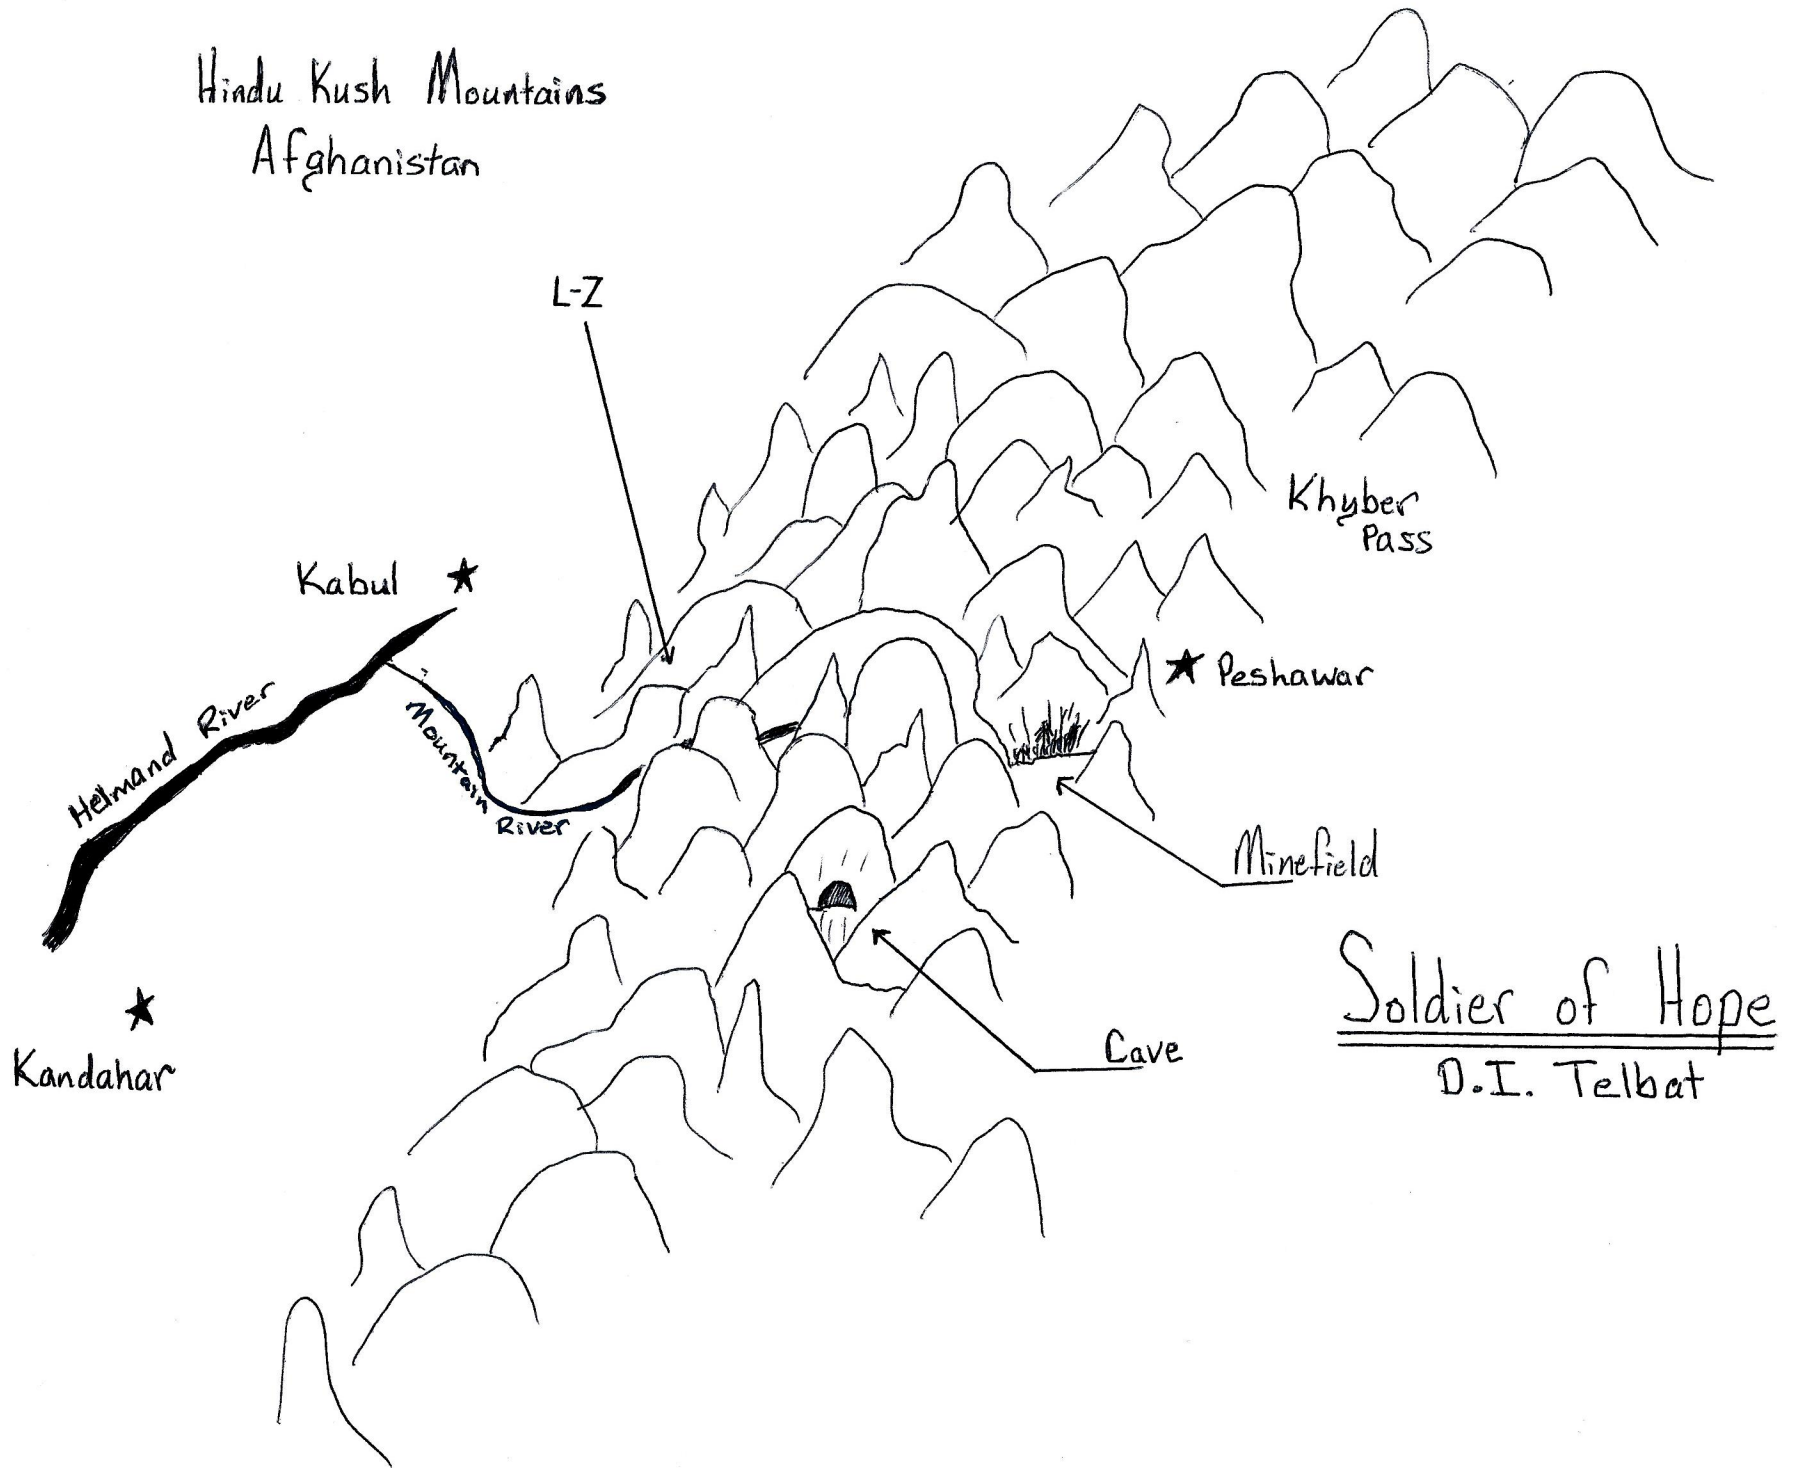 Hindu Kush Mountains
Afghanistan
L-Z
Khyber
Pass
Kabul
Peshawar
Helmand River
Mountain
River
Minefield
Soldier of Hope
D.I. Telbat
Cave
Kandahar